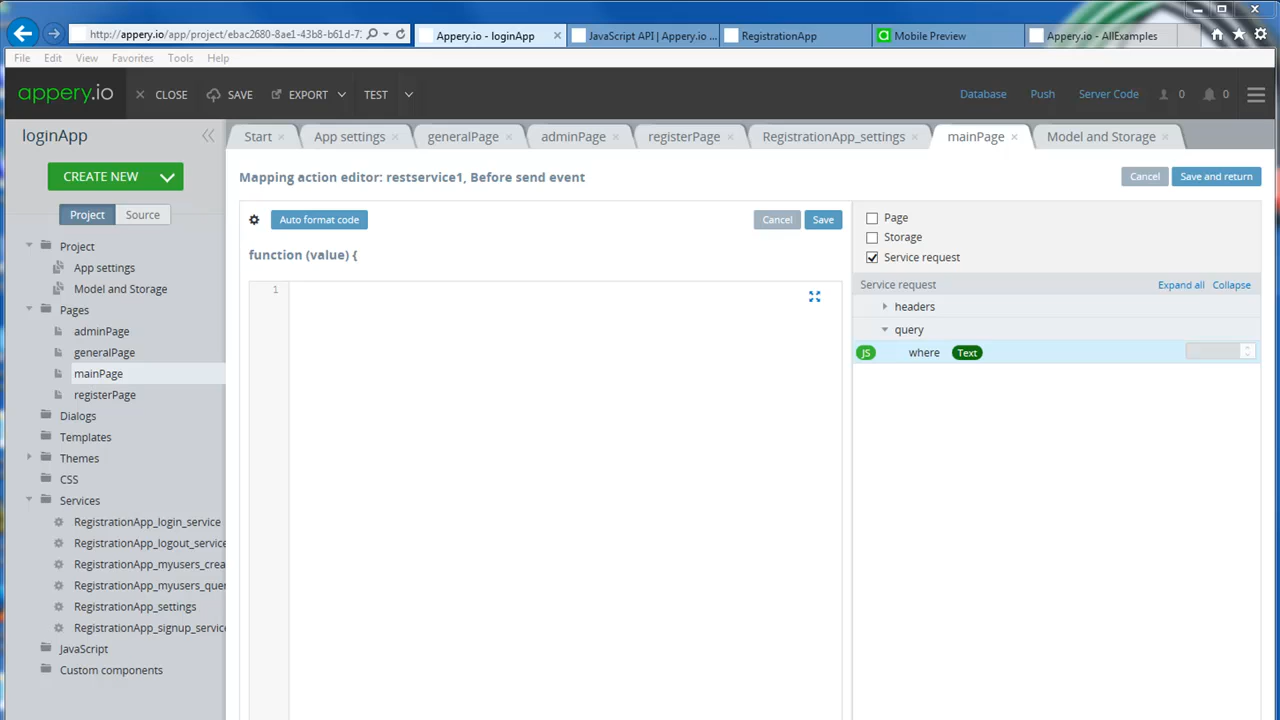 http://appery.io/app/project/ebac2680-8ae1-43b8-b61d-7:
Appery.io - loginApp
JavaScript API | Appery.io ...
RegistrationApp
Mobile Preview
Appery.io - AllExamples
File Edit View Favorites Tools Help
appery.io
CLOSE
SAVE
EXPORT
TEST
Database
Push
Server Code
0
0
loginApp
Start
App settings
generalPage
adminPage
registerPage
RegistrationApp_settings
mainPage
Model and Storage
CREATE NEW
Project
Source
Project
App settings
Model and Storage
Pages
adminPage
generalPage
mainPage
registerPage
Dialogs
Templates
Themes
CSS
Services
RegistrationApp_login_service
RegistrationApp_logout_service
RegistrationApp_myusers_crea
RegistrationApp_myusers_quer
RegistrationApp_settings
RegistrationApp_signup_service
JavaScript
Custom components
Mapping action editor: restservice1, Before send event
Cancel
Save and return
Auto format code
Cancel
Save
function (value) {
1
Page
Storage
Service request
Service request
Expand all
Collapse
headers
query
JS
where
Text